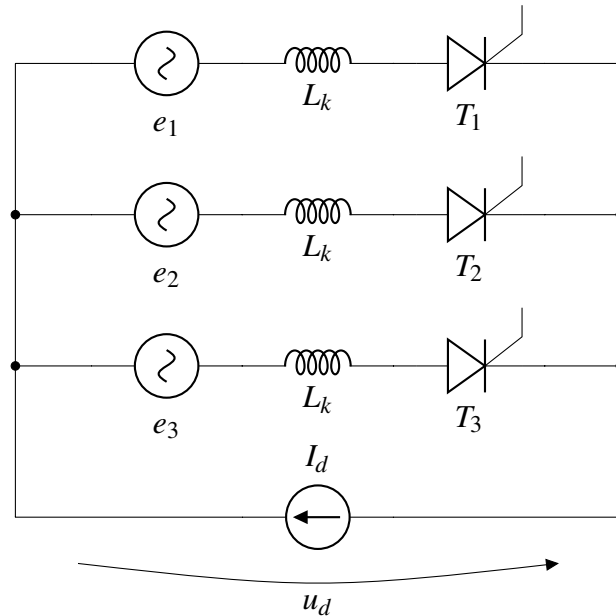 e₁ L_k T₁
e₂ L_k T₂
e₃ L_k T₃
I_d
u_d